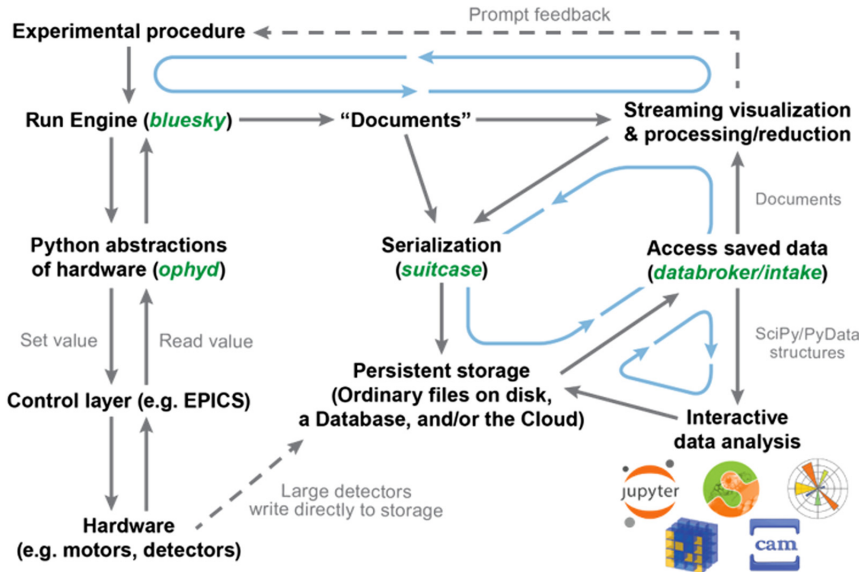 Prompt feedback
Experimental procedure
Run Engine (bluesky)
“Documents”
Streaming visualization
& processing/reduction
Documents
Python abstractions
of hardware (ophyd)
Serialization
(suitcase)
Access saved data
(databroker/intake)
Set value
Read value
SciPy/PyData
structures
Persistent storage
(Ordinary files on disk,
a Database, and/or the Cloud)
Control layer (e.g. EPICS)
Interactive
data analysis
Large detectors
write directly to storage
Hardware
(e.g. motors, detectors)
jupyter
cam